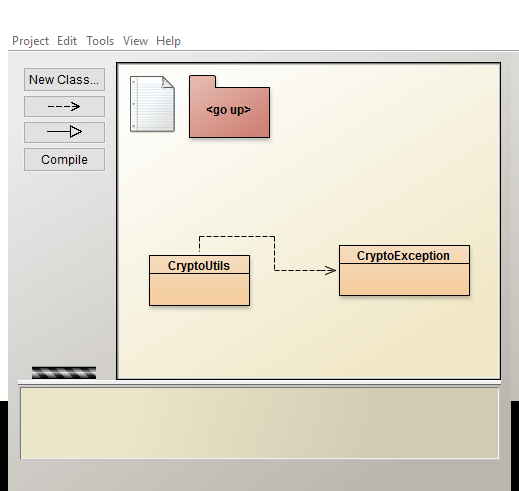 Project Edit Tools View Help
New Class...
<go up>
Compile
CryptoUtils
CryptoException